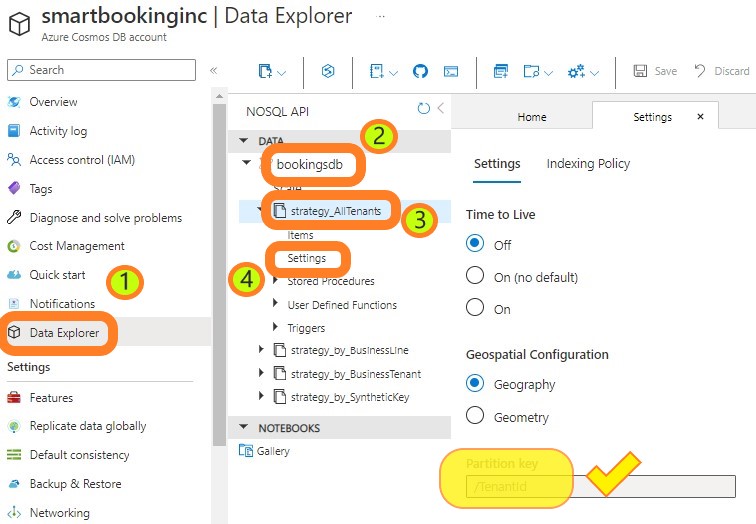 smartbookinginc | Data Explorer ...
Azure Cosmos DB account
Search
Overview
Activity log
Access control (IAM)
Tags
Diagnose and solve problems
Cost Management
Quick start
1
Notifications
Data Explorer
Settings
Features
Replicate data globally
Default consistency
Backup & Restore
Networking
Save
Discard
NOSQL API
DATA
2
bookingsdb
Scale
strategy_AllTenants
3
Items
Settings
4
Stored Procedures
User Defined Functions
Triggers
strategy_by_BusinessLine
strategy_by_BusinessTenant
strategy_by_SyntheticKey
NOTEBOOKS
Gallery
Home
Settings
Settings
Indexing Policy
Time to Live
Off
On (no default)
On
Geospatial Configuration
Geography
Geometry
Partition key
/TenantId